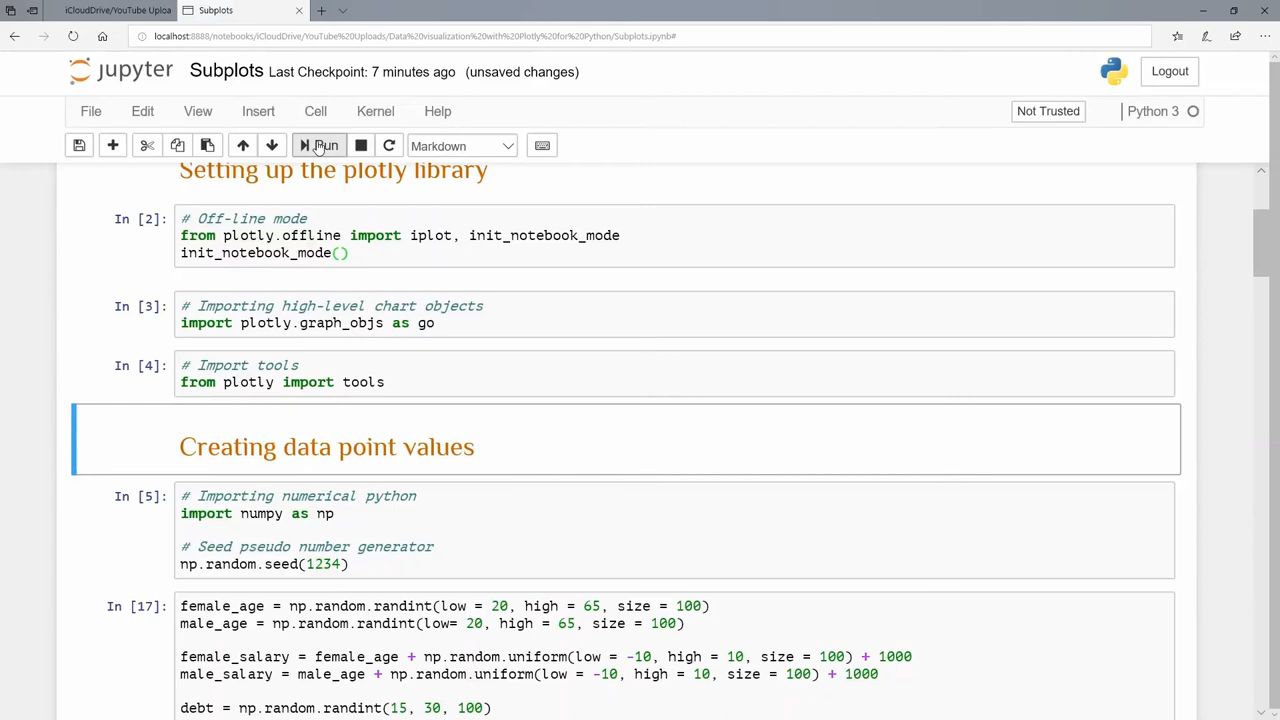 iCloudDrive/YouTube Uploa
Subplots
localhost:8888/notebooks/iCloudDrive/YouTube%20Uploads/Data%20visualization%20with%20Plotly%20for%20Python/Subplots.ipynb#
jupyter Subplots Last Checkpoint: 7 minutes ago (unsaved changes)
Logout
File Edit View Insert Cell Kernel Help
Not Trusted
Python 3
Run
Markdown
Setting up the plotly library
In [2]:
# Off-line mode
from plotly.offline import iplot, init_notebook_mode
init_notebook_mode()
In [3]:
# Importing high-level chart objects
import plotly.graph_objs as go
In [4]:
# Import tools
from plotly import tools
Creating data point values
In [5]:
# Importing numerical python
import numpy as np
# Seed pseudo number generator
np.random.seed(1234)
In [17]:
female_age = np.random.randint(low = 20, high = 65, size = 100)
male_age = np.random.randint(low= 20, high = 65, size = 100)
female_salary = female_age + np.random.uniform(low = -10, high = 10, size = 100) + 1000
male_salary = male_age + np.random.uniform(low = -10, high = 10, size = 100) + 1000
debt = np.random.randint(15, 30, 100)